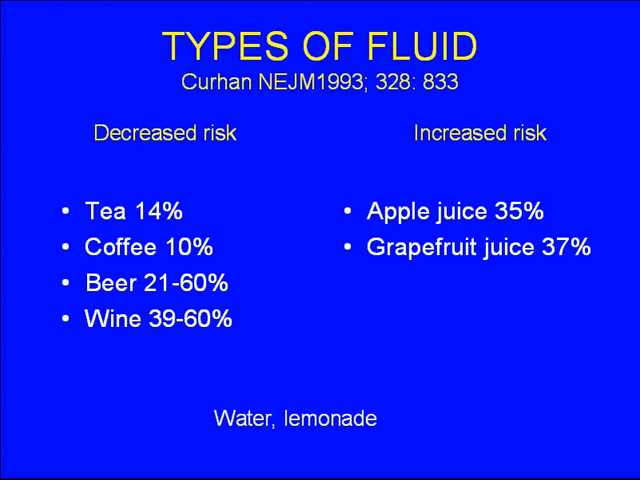 TYPES OF FLUID
Curhan NEJM1993; 328: 833
Decreased risk
• Tea 14%
• Coffee 10%
• Beer 21-60%
• Wine 39-60%
Increased risk
• Apple juice 35%
• Grapefruit juice 37%
Water, lemonade